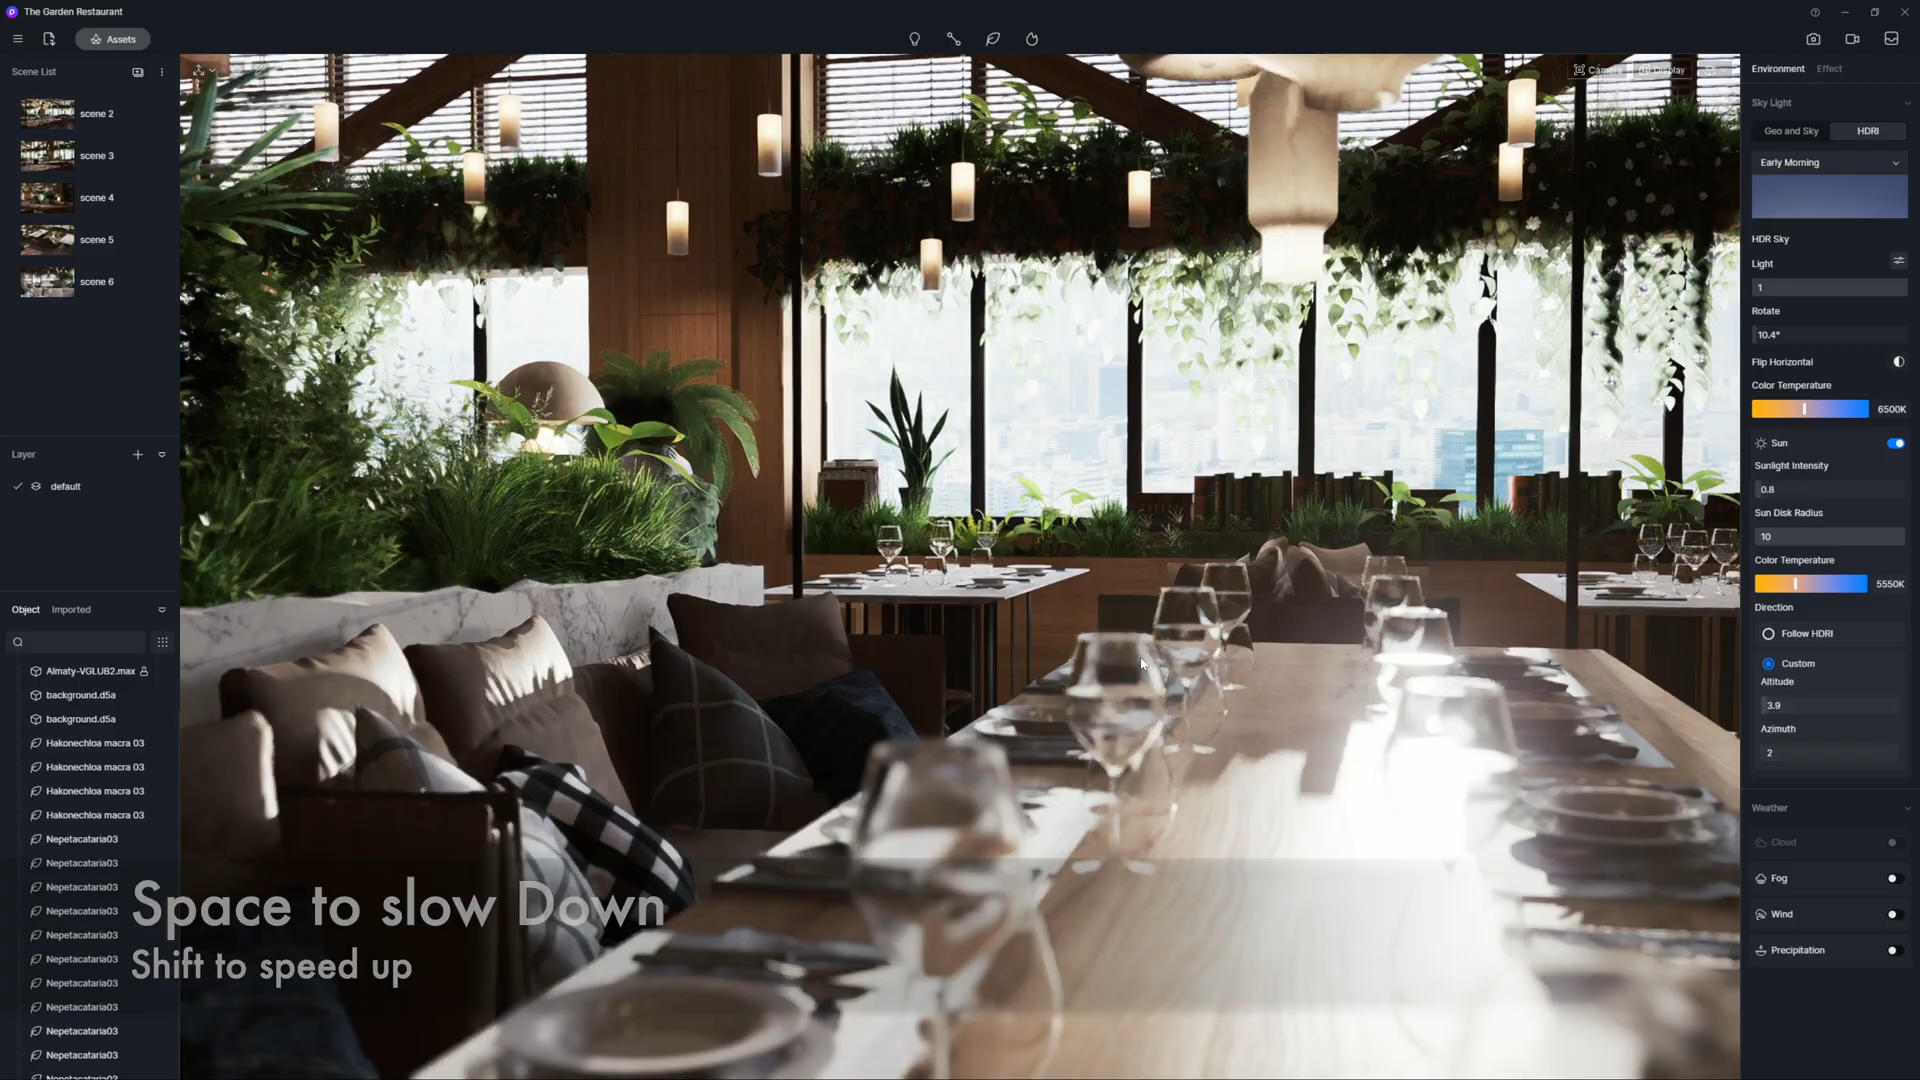 The Garden Restaurant
Assets
Scene List
scene 2
scene 3
scene 4
scene 5
scene 6
Layer
default
Object Imported
Almaty-VGLUB2.max
background.d5a
background.d5a
Hakonechloa macra 03
Hakonechloa macra 03
Hakonechloa macra 03
Hakonechloa macra 03
Nepetacataria03
Nepetacataria03
Nepetacataria03
Nepetacataria03
Nepetacataria03
Nepetacataria03
Nepetacataria03
Nepetacataria03
Nepetacataria03
Nepetacataria03
Space to slow Down
Shift to speed up
Camera Display
Environment Effect
Sky Light
Geo and Sky HDRI
Early Morning
HDR Sky
Light
1
Rotate
10.4°
Flip Horizontal
Color Temperature
6500K
Sun
Sunlight Intensity
0.8
Sun Disk Radius
10
Color Temperature
5550K
Direction
Follow HDRI
Custom
Altitude
3.9
Azimuth
2
Weather
Cloud
Fog
Wind
Precipitation